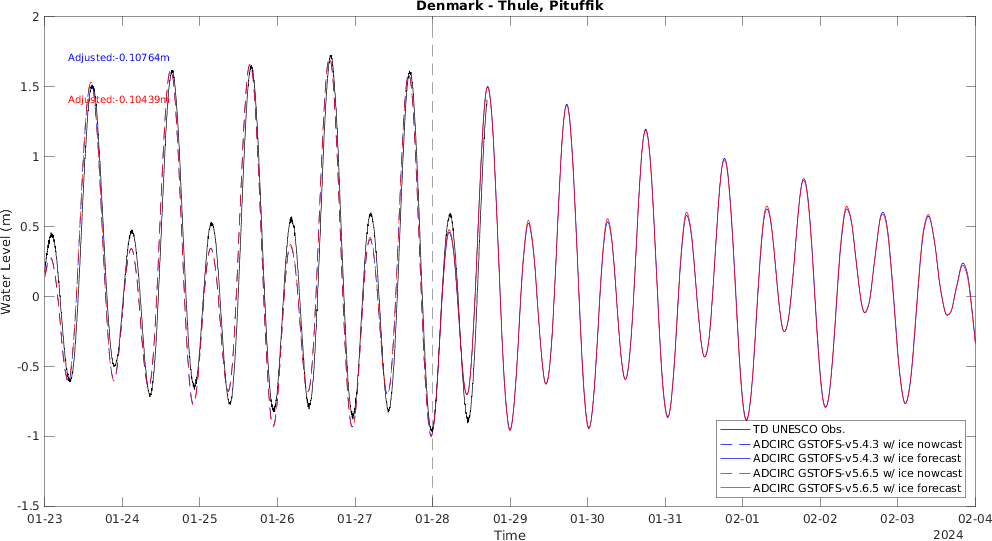 Denmark - Thule, Pituffik
Adjusted:-0.10764m
Adjusted:-0.10439m
Water Level (m)
2
1.5
1
0.5
0
-0.5
-1
-1.5
TD UNESCO Obs.
ADCIRC GSTOFS-v5.4.3 w/ ice nowcast
ADCIRC GSTOFS-v5.4.3 w/ ice forecast
ADCIRC GSTOFS-v5.6.5 w/ ice nowcast
ADCIRC GSTOFS-v5.6.5 w/ ice forecast
01-23 01-24 01-25 01-26 01-27 01-28 01-29 01-30 01-31 02-01 02-02 02-03 02-04
Time
2024